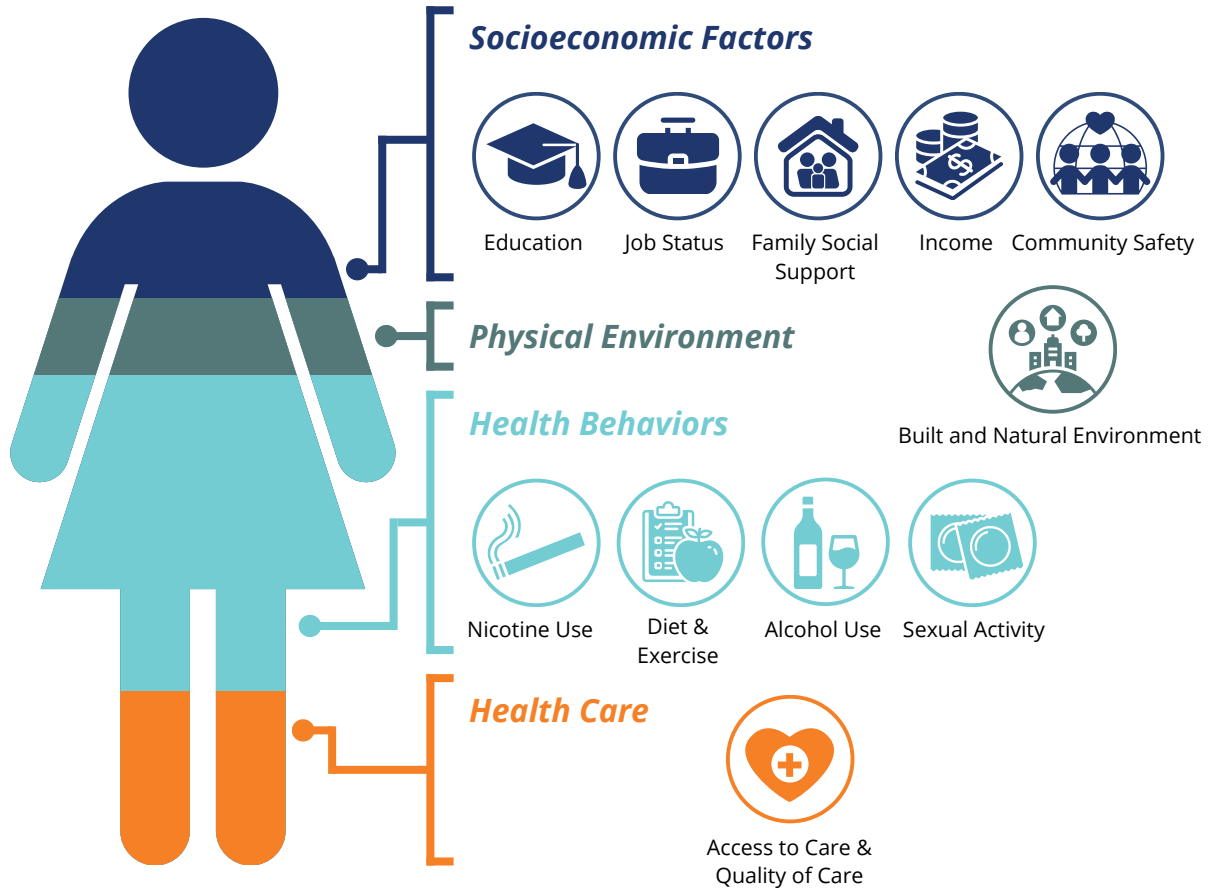 Socioeconomic Factors
Education
Job Status
Family Social
Support
Income
Community Safety
Physical Environment
Built and Natural Environment
Health Behaviors
Nicotine Use
Diet &
Exercise
Alcohol Use
Sexual Activity
Health Care
Access to Care &
Quality of Care